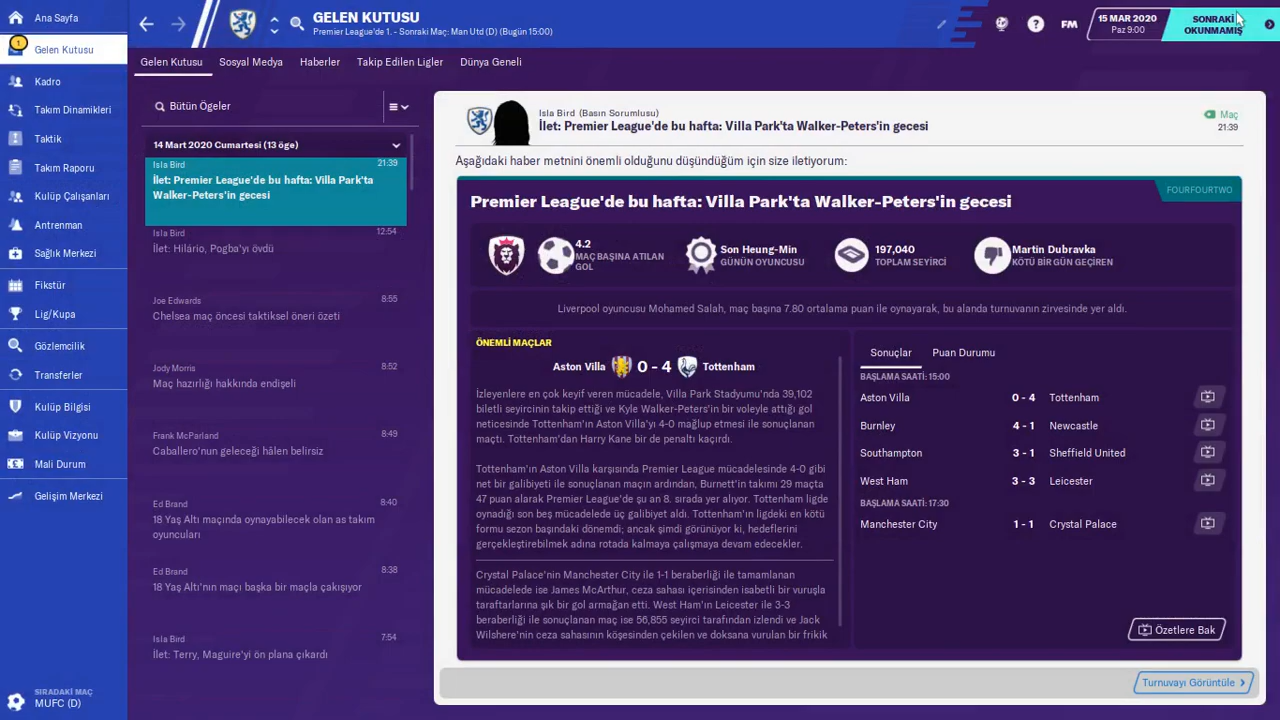 Ana Sayfa
1
Gelen Kutusu
Kadro
Takım Dinamikleri
Taktik
Takım Raporu
Kulüp Çalışanları
Antrenman
Sağlık Merkezi
Fikstür
Lig/Kupa
Gözlemcilik
Transferler
Kulüp Bilgisi
Kulüp Vizyonu
Mali Durum
Gelişim Merkezi
SIRADAKİ MAÇ
MUFC (D)
GELEN KUTUSU
Premier League'de 1. - Sonraki Maç: Man Utd (D) (Bugün 15:00)
?
FM
15 MAR 2020
Paz 9:00
SONRAKİ
OKUNMAMIŞ
Gelen Kutusu Sosyal Medya Haberler Takip Edilen Ligler Dünya Geneli
Bütün Ögeler
14 Mart 2020 Cumartesi (13 öge)
Isla Bird 21:39
İlet: Premier League'de bu hafta: Villa Park'ta
Walker-Peters'in gecesi
Isla Bird 12:54
İlet: Hilário, Pogba'yı övdü
Joe Edwards 8:55
Chelsea maç öncesi taktiksel öneri özeti
Jody Morris 8:52
Maç hazırlığı hakkında endişeli
Frank McParland 8:49
Caballero'nun geleceği hâlen belirsiz
Ed Brand 8:40
18 Yaş Altı maçında oynayabilecek olan as takım
oyuncuları
Ed Brand 8:38
18 Yaş Altı'nın maçı başka bir maçla çakışıyor
Isla Bird 7:54
İlet: Terry, Maguire'yi ön plana çıkardı
Isla Bird (Basın Sorumlusu)
İlet: Premier League'de bu hafta: Villa Park'ta Walker-Peters'in gecesi
Maç
21:39
Aşağıdaki haber metnini önemli olduğunu düşündüğüm için size iletiyorum:
FOURFOURTWO
Premier League'de bu hafta: Villa Park'ta Walker-Peters'in gecesi
4.2
MAÇ BAŞINA ATILAN
GOL
Son Heung-Min
GÜNÜN OYUNCUSU
197,040
TOPLAM SEYİRCİ
Martin Dubravka
KÖTÜ BİR GÜN GEÇİREN
Liverpool oyuncusu Mohamed Salah, maç başına 7.80 ortalama puan ile oynayarak, bu alanda turnuvanın zirvesinde yer aldı.
ÖNEMLİ MAÇLAR
Aston Villa 0 - 4 Tottenham
İzleyenlere en çok keyif veren mücadele, Villa Park Stadyumu'nda 39,102
biletli seyircinin takip ettiği ve Kyle Walker-Peters'in bir voleyle attığı gol
neticesinde Tottenham'ın Aston Villa'yı 4-0 mağlup etmesi ile sonuçlanan
maçtı. Tottenham'dan Harry Kane bir de penaltı kaçırdı.
Tottenham'ın Aston Villa karşısında Premier League mücadelesinde 4-0 gibi
net bir galibiyeti ile sonuçlanan maçın ardından, Burnett'in takımı 29 maçta
47 puan alarak Premier League'de şu an 8. sırada yer alıyor. Tottenham ligde
oynadığı son beş mücadelede üç galibiyet aldı. Tottenham'ın ligdeki en kötü
formu sezon başındaki dönemdi; ancak şimdi görünüyor ki, hedeflerini
gerçekleştirebilmek adına rotada kalmaya çalışmaya devam edecekler.
Crystal Palace'nin Manchester City ile 1-1 beraberliği ile tamamlanan
mücadelede ise James McArthur, ceza sahası içerisinden isabetli bir vuruşla
taraftarlarına şık bir gol armağan etti. West Ham'ın Leicester ile 3-3
beraberliği ile sonuçlanan maç ise 56,855 seyirci tarafından izlendi ve Jack
Wilshere'nin ceza sahasının köşesinden çekilen ve doksana vurulan bir frikik
Sonuçlar Puan Durumu
BAŞLAMA SAATİ: 15:00
Aston Villa 0 - 4 Tottenham
Burnley 4 - 1 Newcastle
Southampton 3 - 1 Sheffield United
West Ham 3 - 3 Leicester
BAŞLAMA SAATİ: 17:30
Manchester City 1 - 1 Crystal Palace
Özetlere Bak
Turnuvayı Görüntüle